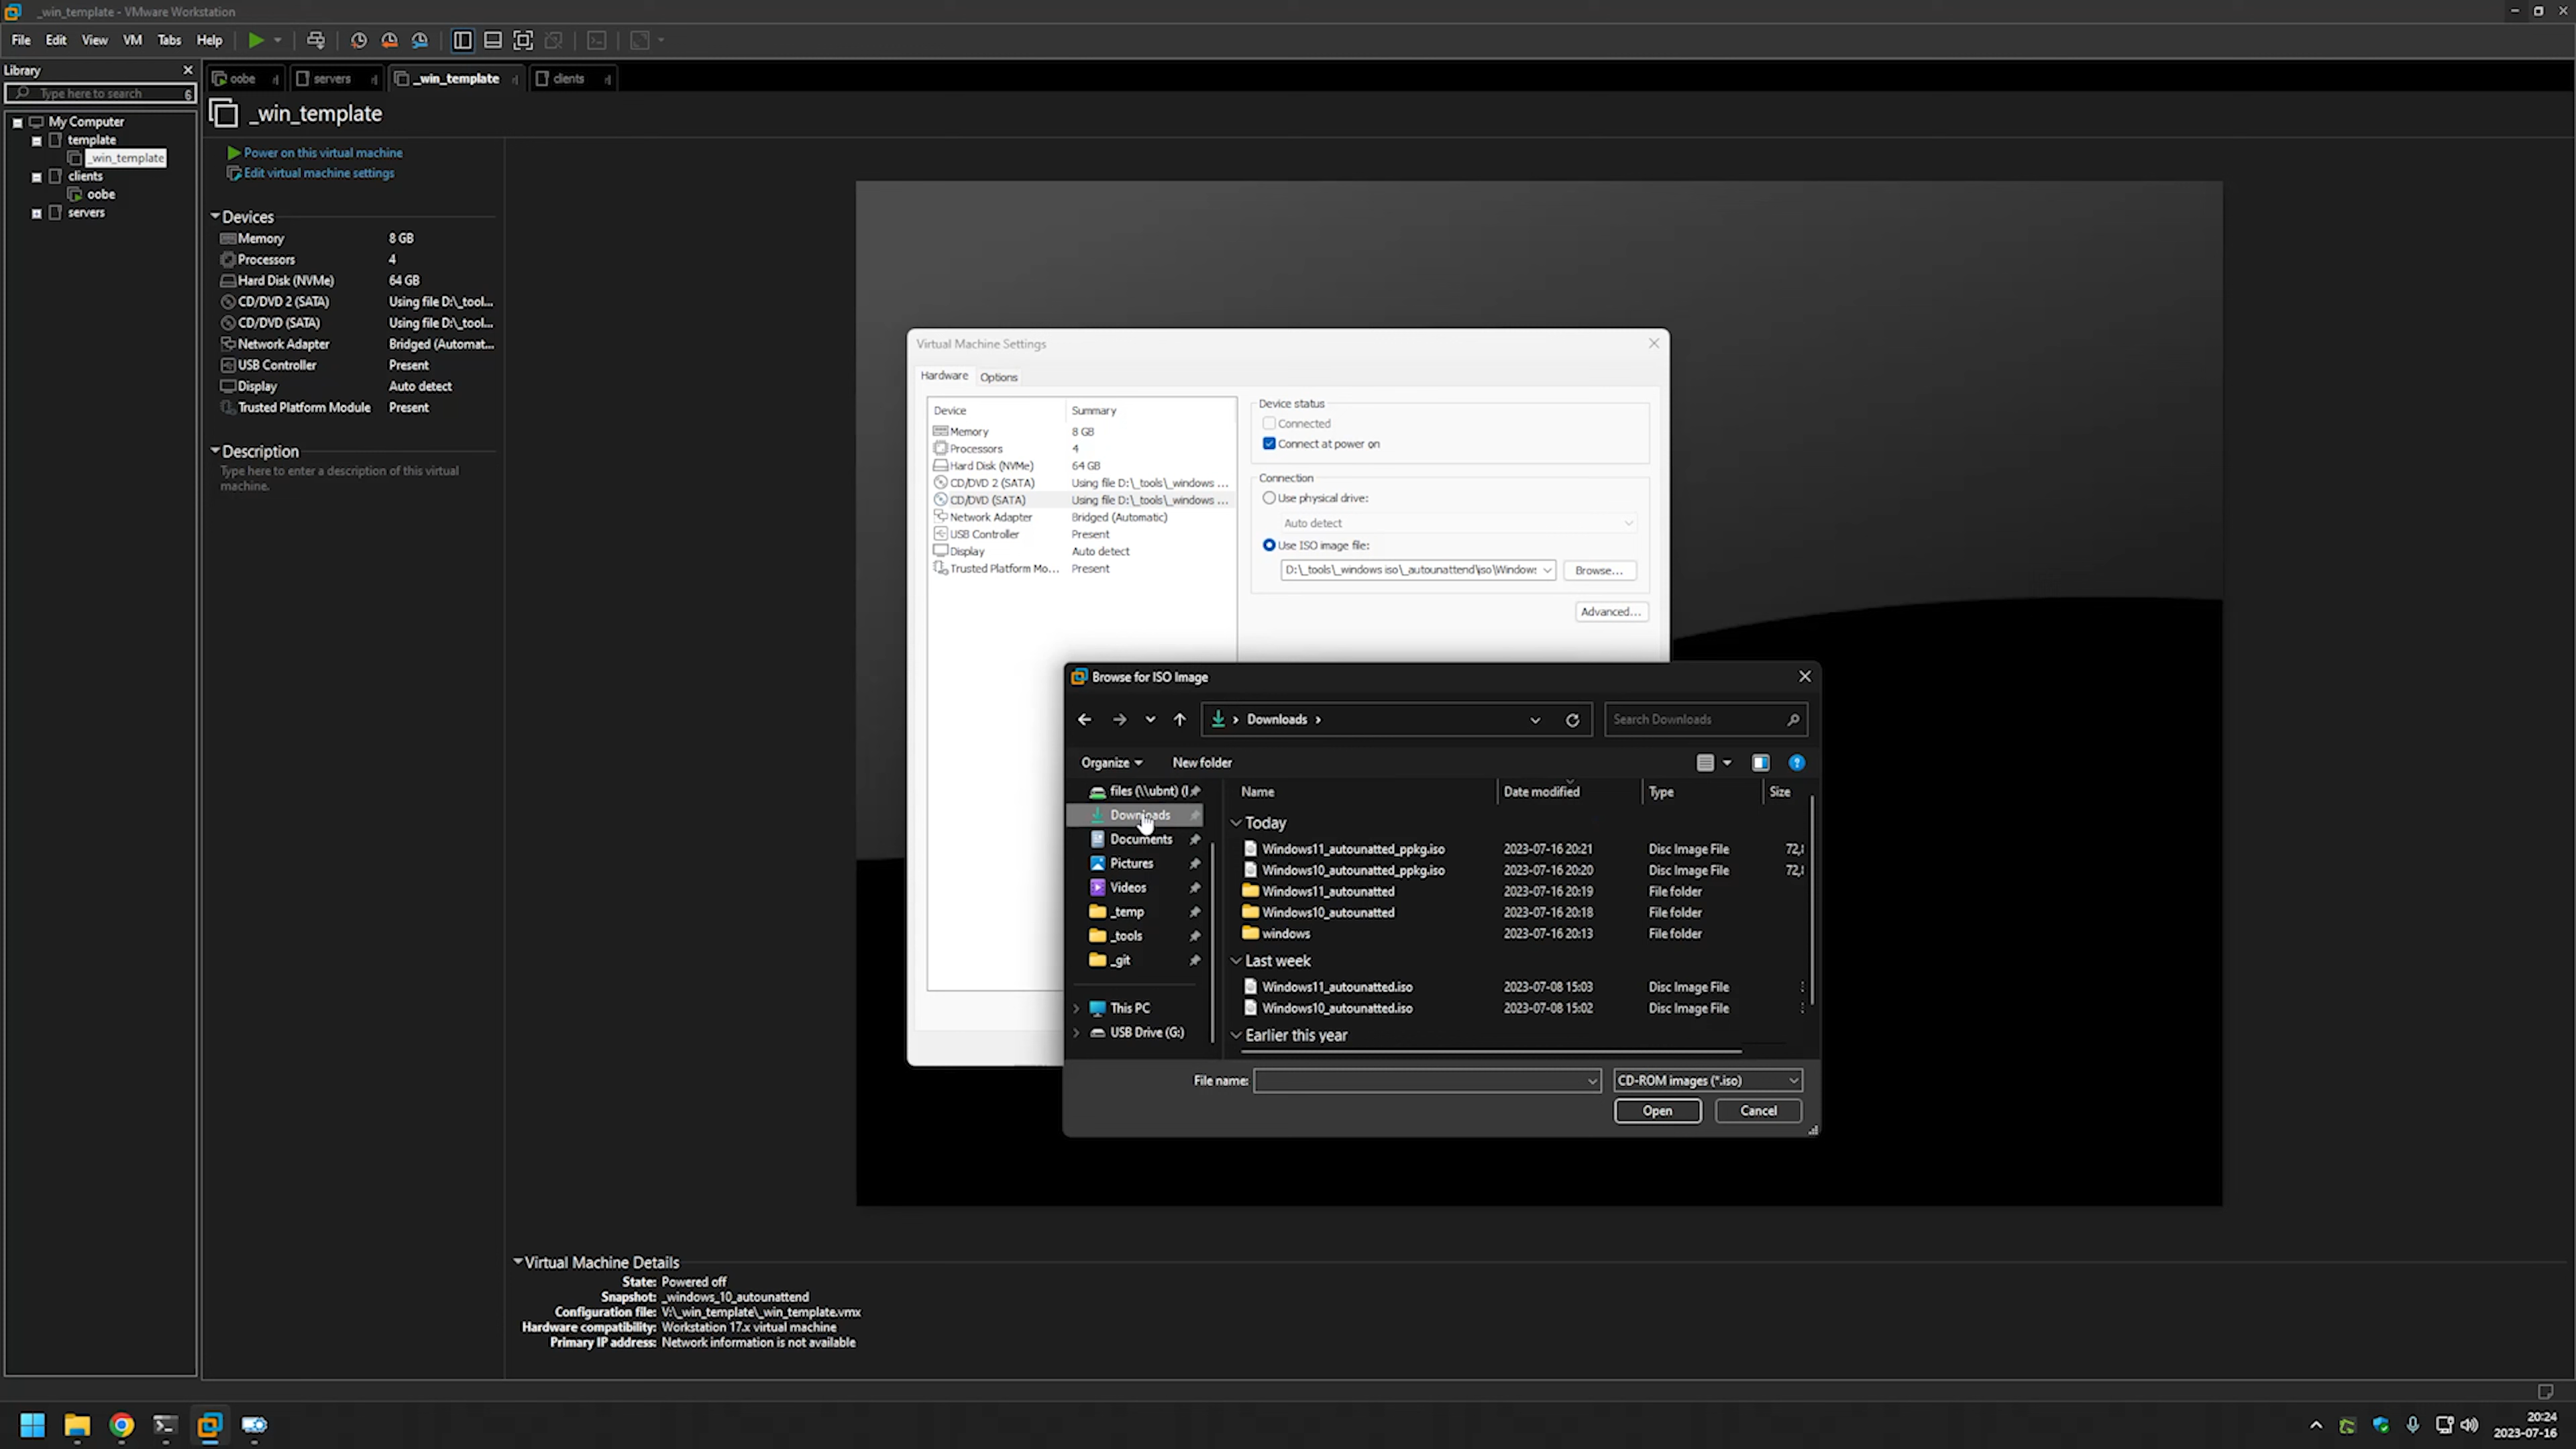 _win_template - VMware Workstation
File Edit View VM Tabs Help
Library
Type here to search
oobe servers _win_template clients
_win_template
My Computer
template
_win_template
clients
oobe
servers
Power on this virtual machine
Edit virtual machine settings
Devices
Memory 8 GB
Processors 4
Hard Disk (NVMe) 64 GB
CD/DVD 2 (SATA) Using file D:\_tool...
CD/DVD (SATA) Using file D:\_tool...
Network Adapter Bridged (Automat...
USB Controller Present
Display Auto detect
Trusted Platform Module Present
Description
Type here to enter a description of this virtual
machine.
Virtual Machine Settings
Hardware Options
Device Summary
Memory 8 GB
Processors 4
Hard Disk (NVMe) 64 GB
CD/DVD 2 (SATA) Using file D:\_tools\_windows ...
CD/DVD (SATA) Using file D:\_tools\_windows ...
Network Adapter Bridged (Automatic)
USB Controller Present
Display Auto detect
Trusted Platform Mo... Present
Device status
Connected
Connect at power on
Connection
Use physical drive:
Auto detect
Use ISO image file:
D:\_tools\_windows iso\_autounattend\iso\Windows Browse...
Advanced...
Browse for ISO Image
Downloads
Search Downloads
Organize New folder
files (\\ubnt) (
Downloads
Documents
Pictures
Videos
_temp
_tools
_git
This PC
USB Drive (G:)
Name Date modified Type Size
Today
Windows11_autounatted_ppkg.iso 2023-07-16 20:21 Disc Image File 72,
Windows10_autounatted_ppkg.iso 2023-07-16 20:20 Disc Image File 72,
Windows11_autounatted 2023-07-16 20:19 File folder
Windows10_autounatted 2023-07-16 20:18 File folder
windows 2023-07-16 20:13 File folder
Last week
Windows11_autounatted.iso 2023-07-08 15:03 Disc Image File
Windows10_autounatted.iso 2023-07-08 15:02 Disc Image File
Earlier this year
File name: CD-ROM images (*.iso)
Open Cancel
Virtual Machine Details
State: Powered off
Snapshot: _windows_10_autounattend
Configuration file: V:\_win_template\_win_template.vmx
Hardware compatibility: Workstation 17.x virtual machine
Primary IP address: Network information is not available
20:24
2023-07-16